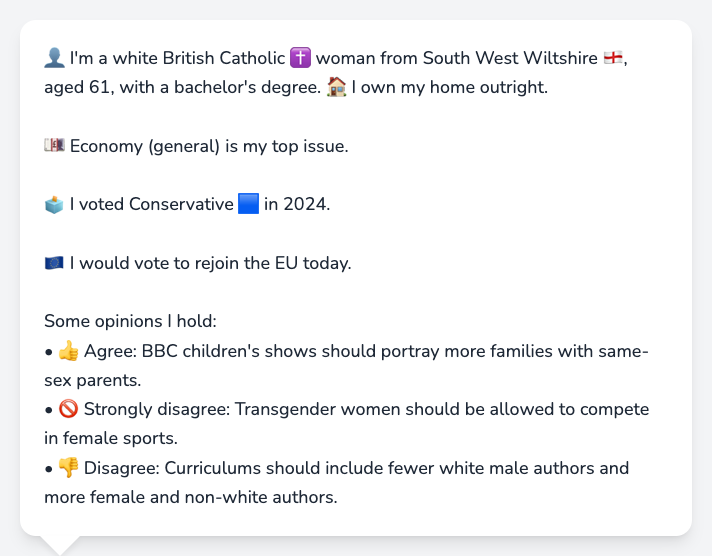 👤 I'm a white British Catholic ✝️ woman from South West Wiltshire 🏴󠁧󠁢󠁥󠁮󠁧󠁿,
aged 61, with a bachelor's degree. 🏠 I own my home outright.
💷 Economy (general) is my top issue.
🗳️ I voted Conservative 🟦 in 2024.
🇪🇺 I would vote to rejoin the EU today.
Some opinions I hold:
• 👍 Agree: BBC children's shows should portray more families with same-
sex parents.
• 🚫 Strongly disagree: Transgender women should be allowed to compete
in female sports.
• 👎 Disagree: Curriculums should include fewer white male authors and
more female and non-white authors.